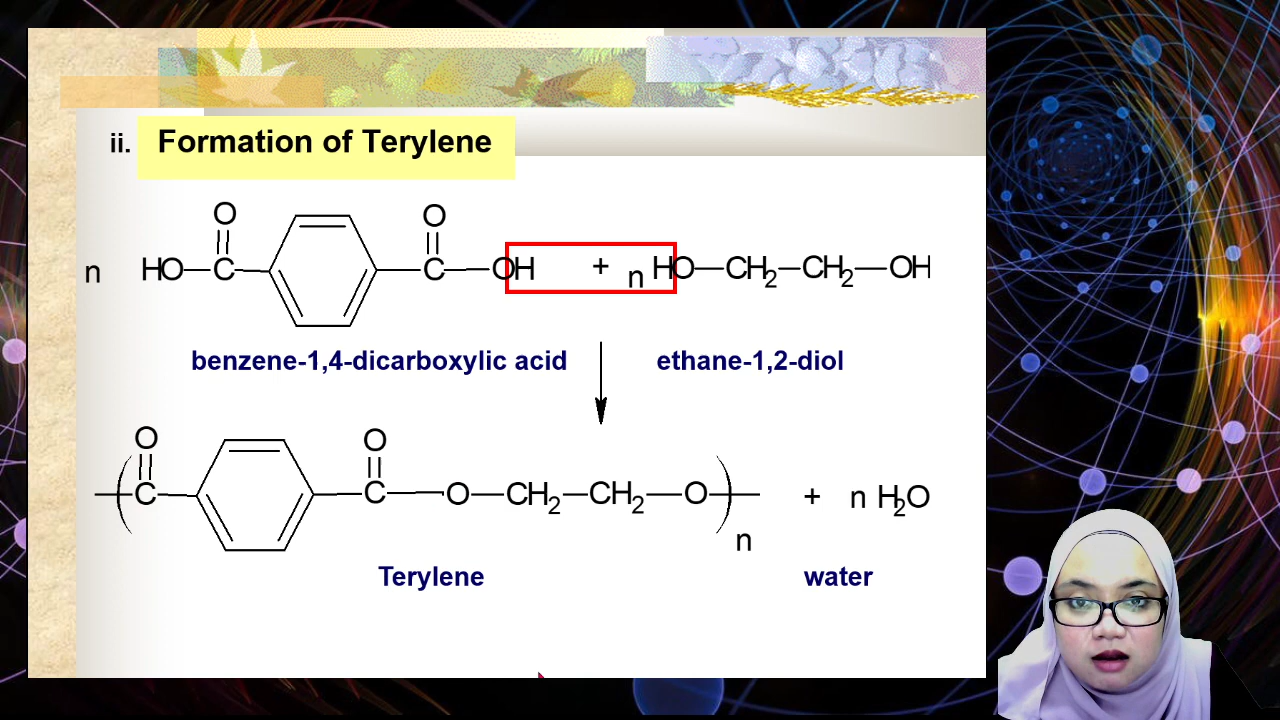 ii. Formation of Terylene
O O
n HO C C OH + n HO CH2 CH2 OH
benzene-1,4-dicarboxylic acid ethane-1,2-diol
O O
C C O CH2 CH2 O + n H2O
n
Terylene water